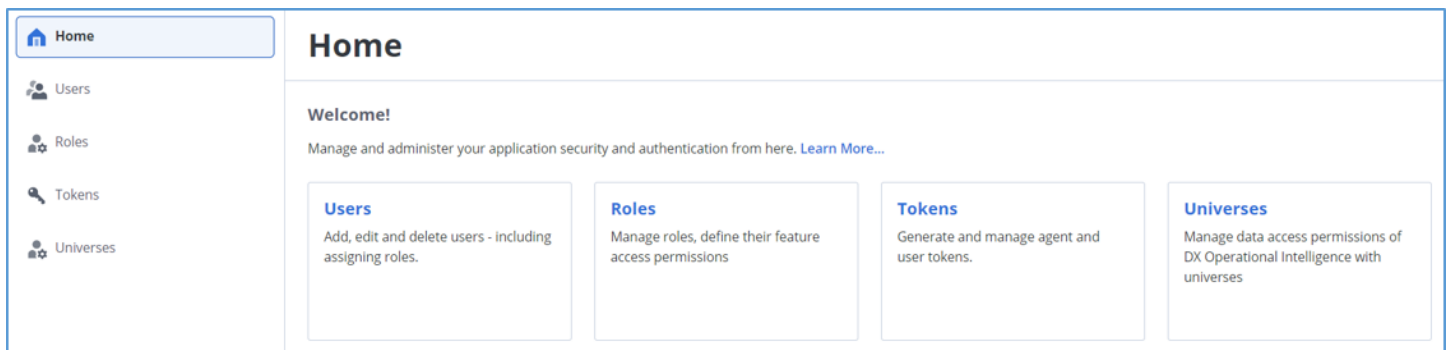 Home
Users
Roles
Tokens
Universes
Home
Welcome!
Manage and administer your application security and authentication from here. Learn More...
Users
Add, edit and delete users - including
assigning roles.
Roles
Manage roles, define their feature
access permissions
Tokens
Generate and manage agent and
user tokens.
Universes
Manage data access permissions of
DX Operational Intelligence with
universes